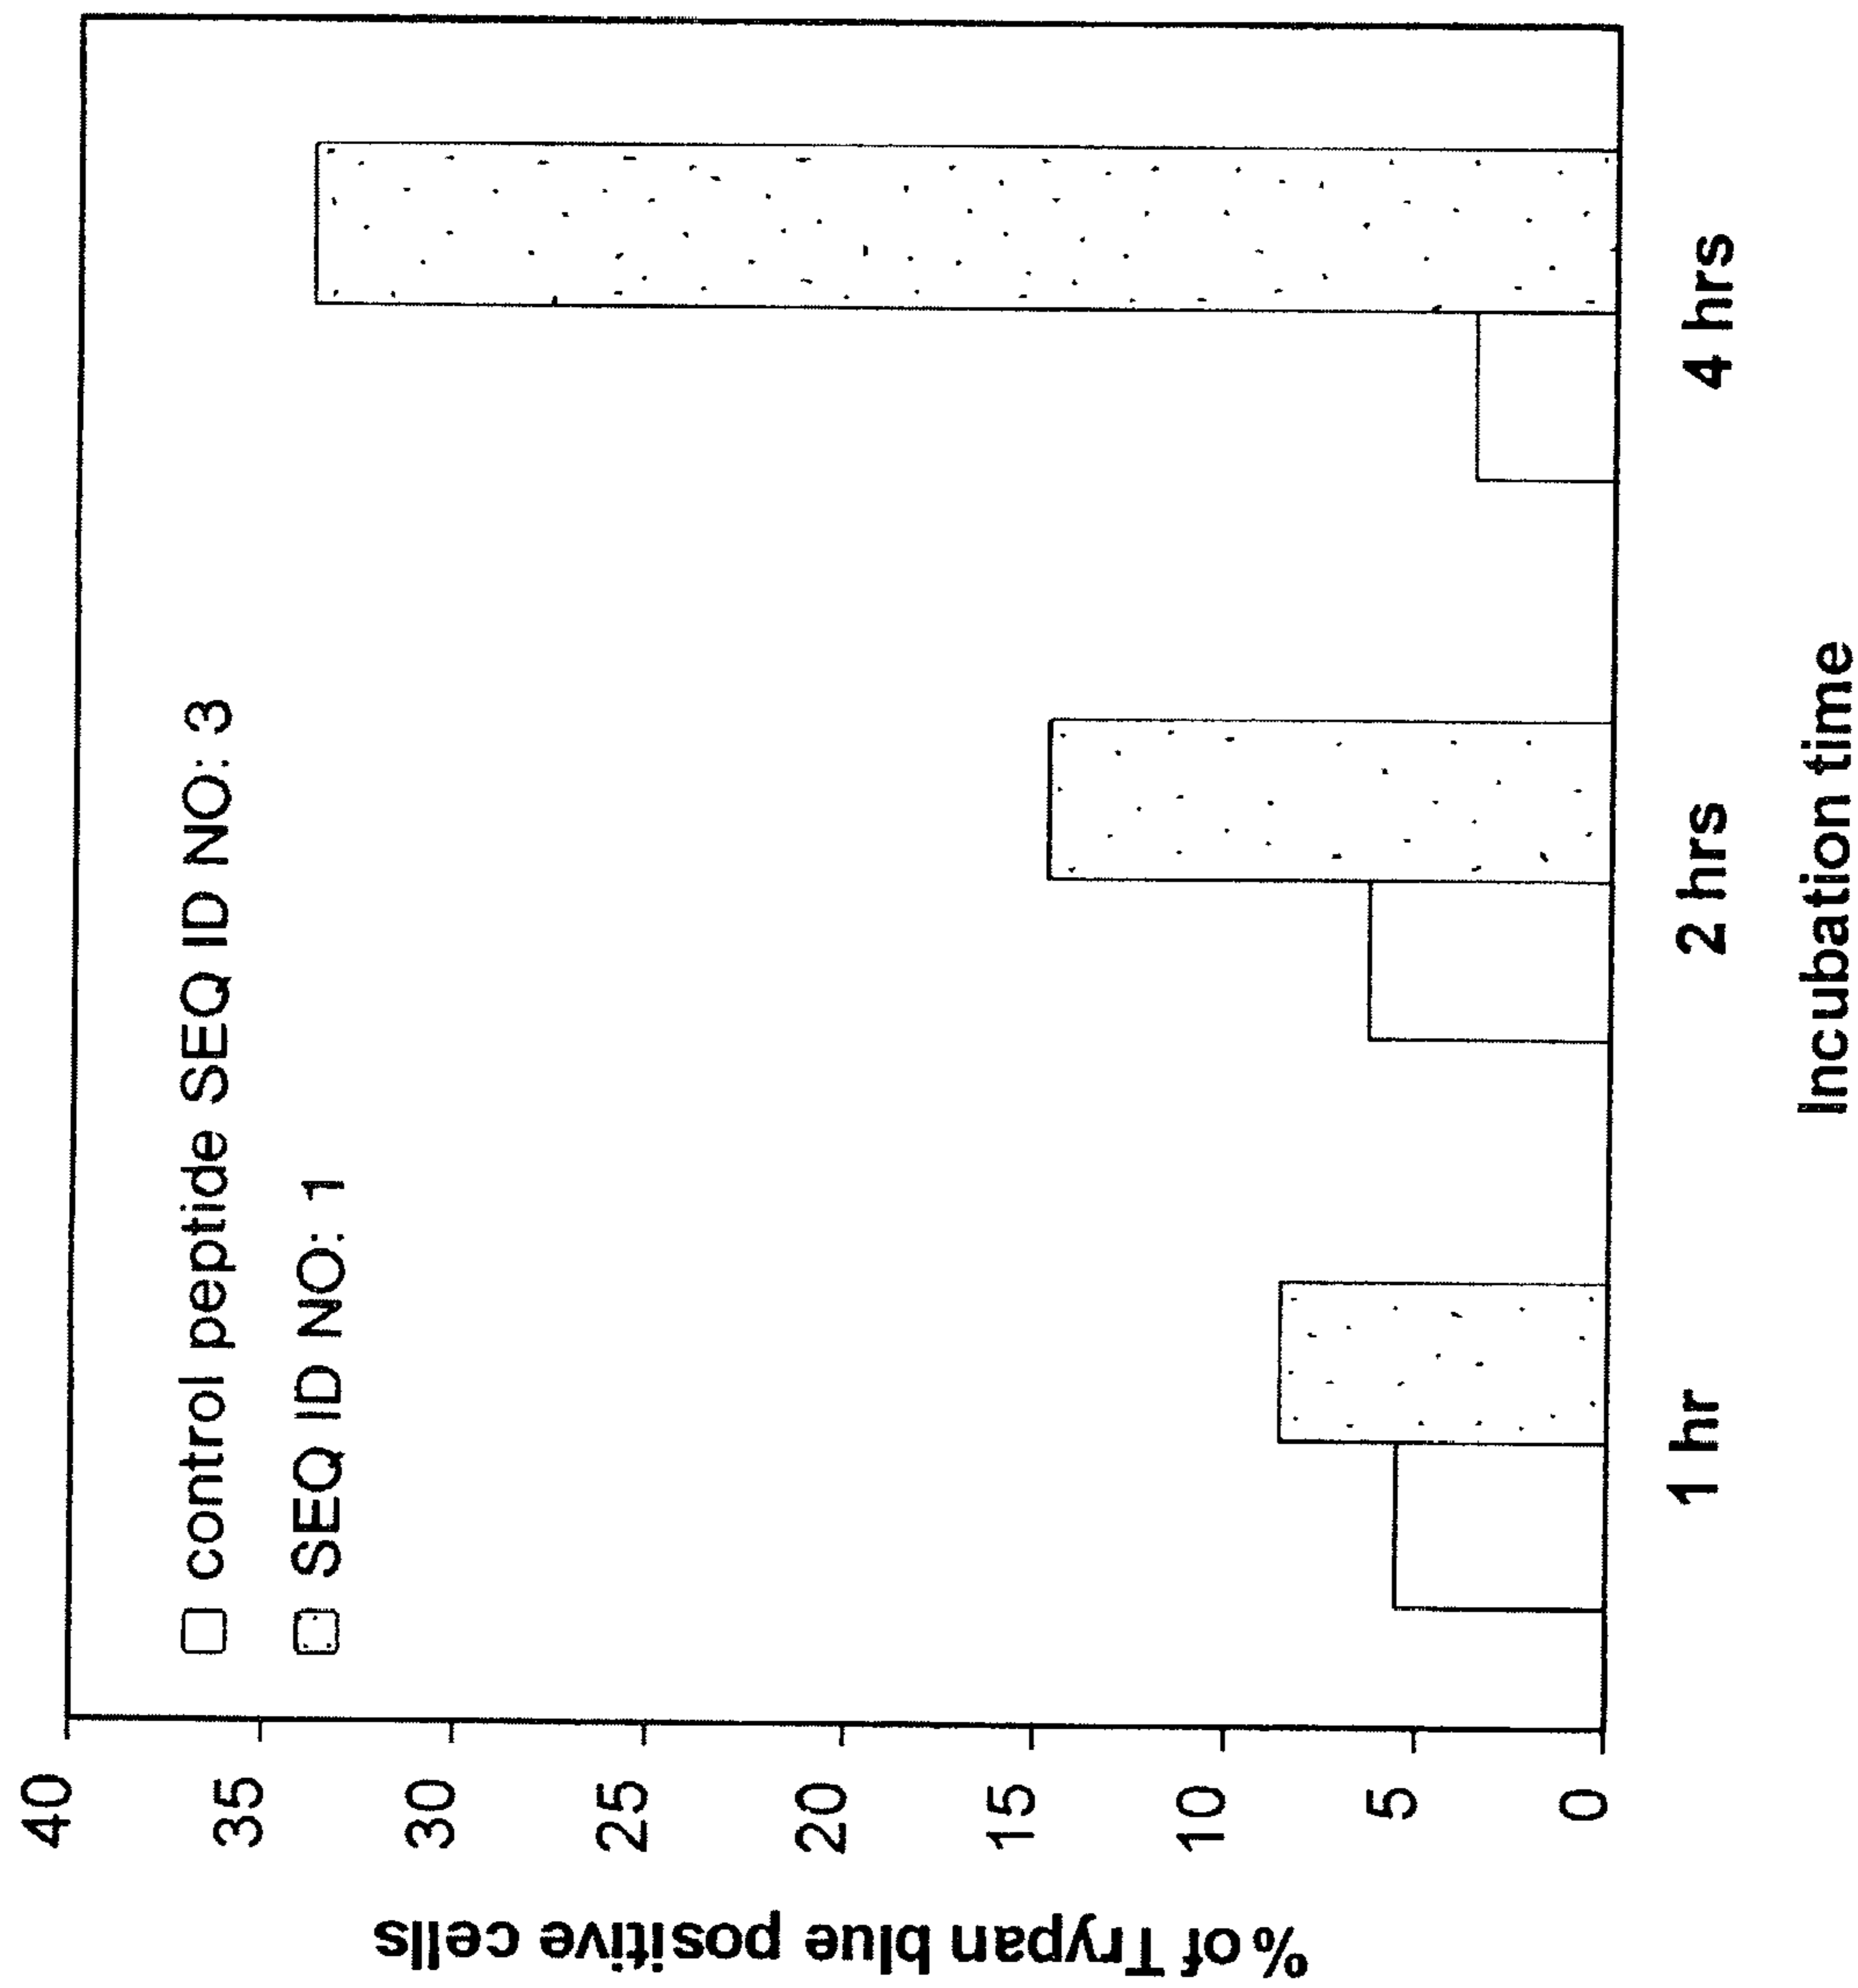 % of Trypan blue positive cells
40
35
30
25
20
15
10
5
0
control peptide SEQ ID NO: 3
SEQ ID NO: 1
1 hr
2 hrs
4 hrs
Incubation time